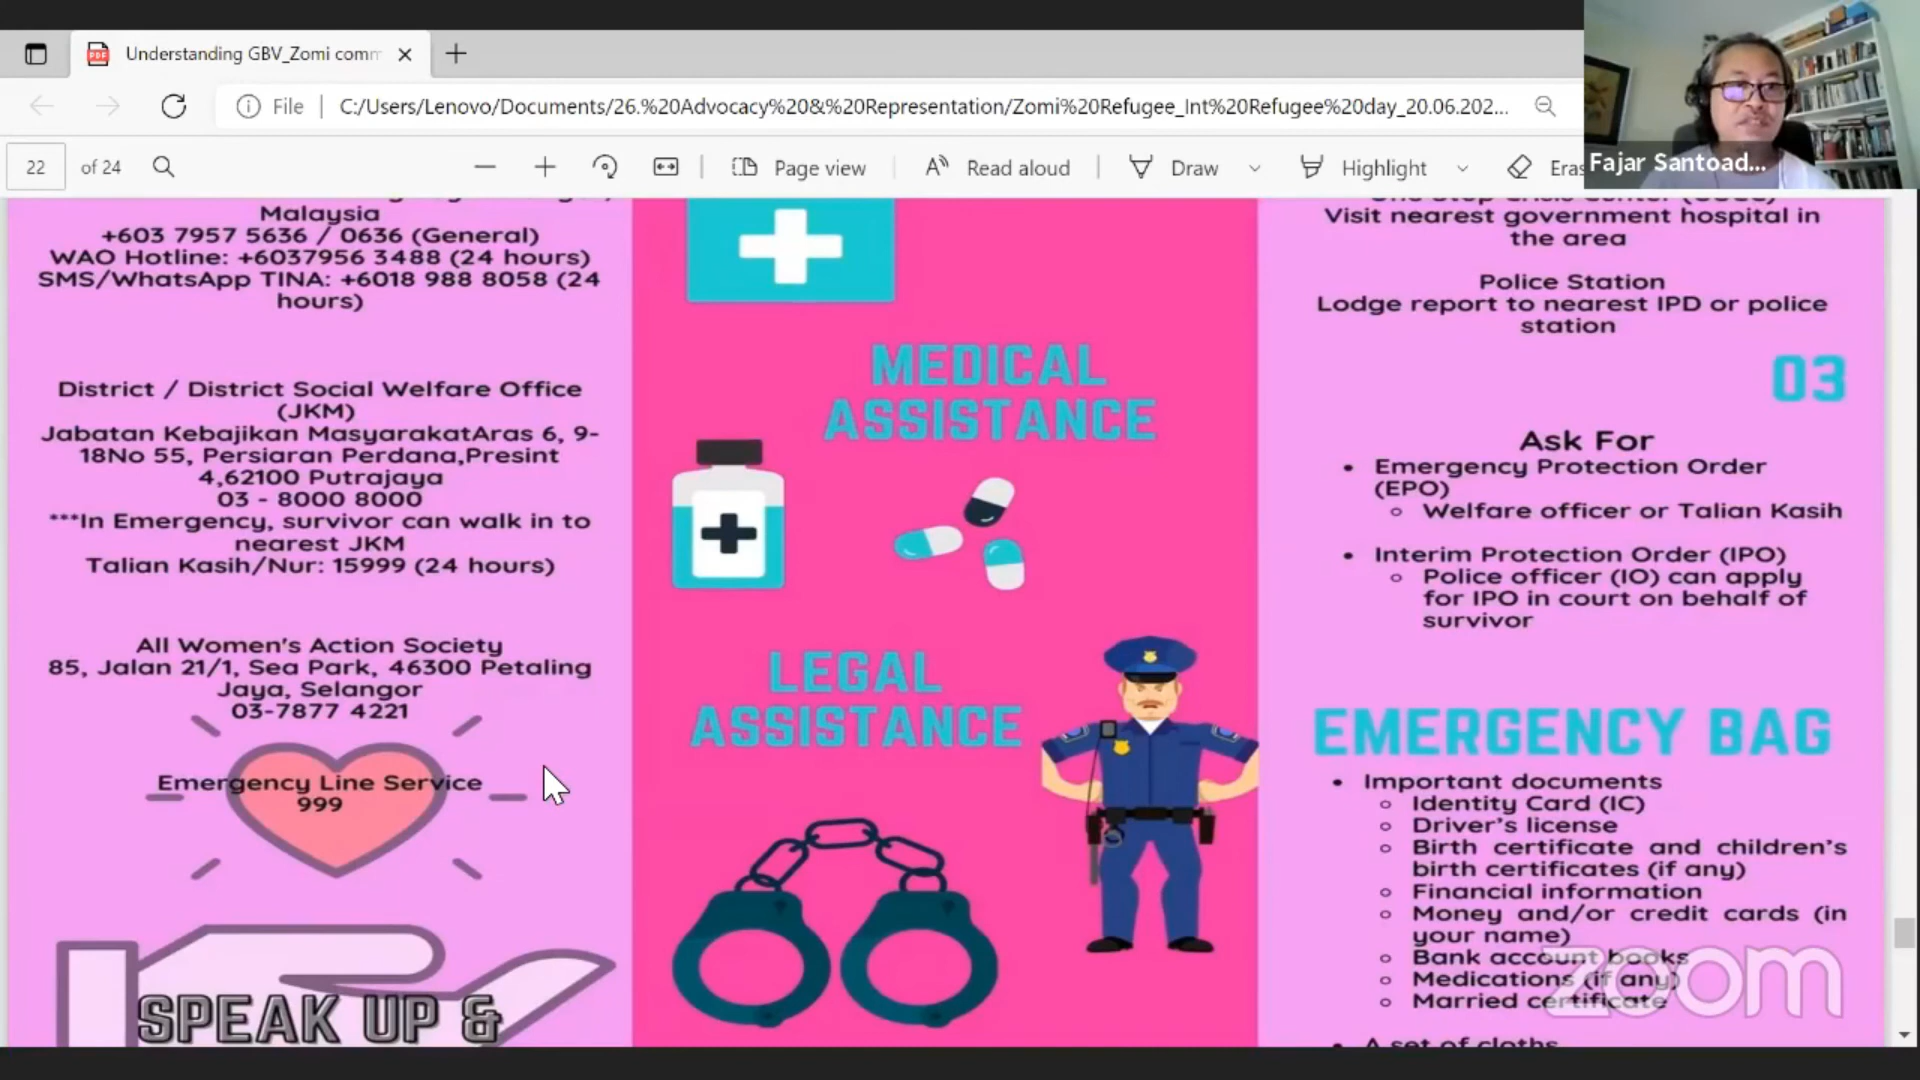 Understanding GBV_Zomi comm
File
C:/Users/Lenovo/Documents/26.%20Advocacy%20&%20Representation/Zomi%20Refugee_Int%20Refugee%20day_20.06.202...
22
of 24
Page view
Read aloud
Draw
Highlight
Fajar Santoad...
Malaysia
+603 7957 5636 / 0636 (General)
WAO Hotline: +6037956 3488 (24 hours)
SMS/WhatsApp TINA: +6018 988 8058 (24
hours)
District / District Social Welfare Office
(JKM)
Jabatan Kebajikan MasyarakatAras 6, 9-
18No 55, Persiaran Perdana,Presint
4,62100 Putrajaya
03 - 8000 8000
***In Emergency, survivor can walk in to
nearest JKM
Talian Kasih/Nur: 15999 (24 hours)
All Women's Action Society
85, Jalan 21/1, Sea Park, 46300 Petaling
Jaya, Selangor
03-7877 4221
Emergency Line Service
999
SPEAK UP &
MEDICAL
ASSISTANCE
LEGAL
ASSISTANCE
Visit nearest government hospital in
the area
Police Station
Lodge report to nearest IPD or police
station
03
Ask For
• Emergency Protection Order
(EPO)
○ Welfare officer or Talian Kasih
• Interim Protection Order (IPO)
○ Police officer (IO) can apply
for IPO in court on behalf of
survivor
EMERGENCY BAG
• Important documents
○ Identity Card (IC)
○ Driver's license
○ Birth certificate and children's
birth certificates (if any)
○ Financial information
○ Money and/or credit cards (in
your name)
○ Bank account books
○ Medications (if any)
○ Married certificate
• A set of cloths
zoom